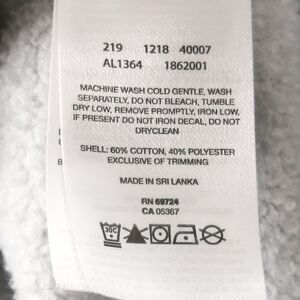 219 1218 40007
AL1364 1862001
MACHINE WASH COLD GENTLE, WASH
SEPARATELY, DO NOT BLEACH, TUMBLE
DRY LOW, REMOVE PROMPTLY, IRON LOW,
IF PRESENT DO NOT IRON DECAL, DO NOT
DRYCLEAN
SHELL: 60% COTTON, 40% POLYESTER
EXCLUSIVE OF TRIMMING
MADE IN SRI LANKA
RN 69724
CA 05367
30C